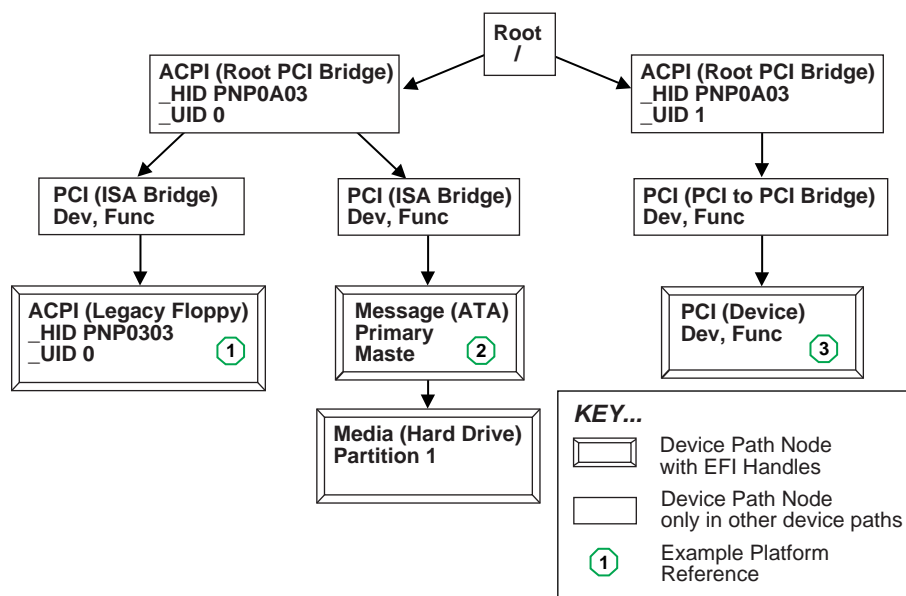 Root
/
ACPI (Root PCI Bridge)
_HID PNP0A03
_UID 0
ACPI (Root PCI Bridge)
_HID PNP0A03
_UID 1
PCI (ISA Bridge)
Dev, Func
PCI (ISA Bridge)
Dev, Func
PCI (PCI to PCI Bridge)
Dev, Func
ACPI (Legacy Floppy)
_HID PNP0303
_UID 0
1
Message (ATA)
Primary
Maste
2
PCI (Device)
Dev, Func
3
Media (Hard Drive)
Partition 1
KEY...
Device Path Node
with EFI Handles
Device Path Node
only in other device paths
1
Example Platform
Reference